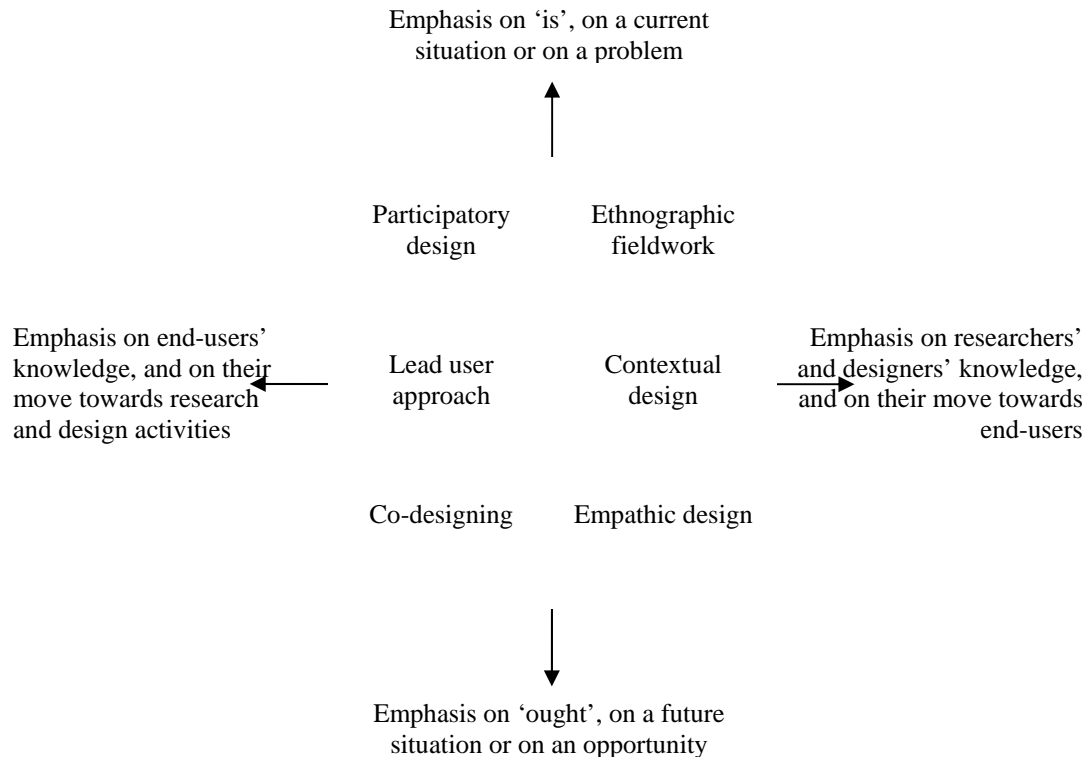 Emphasis on ‘is’, on a current
situation or on a problem
Participatory
design
Ethnographic
fieldwork
Emphasis on end-users’
knowledge, and on their
move towards research
and design activities
Lead user
approach
Contextual
design
Emphasis on researchers’
and designers’ knowledge,
and on their move towards
end-users
Co-designing
Empathic design
Emphasis on ‘ought’, on a future
situation or on an opportunity